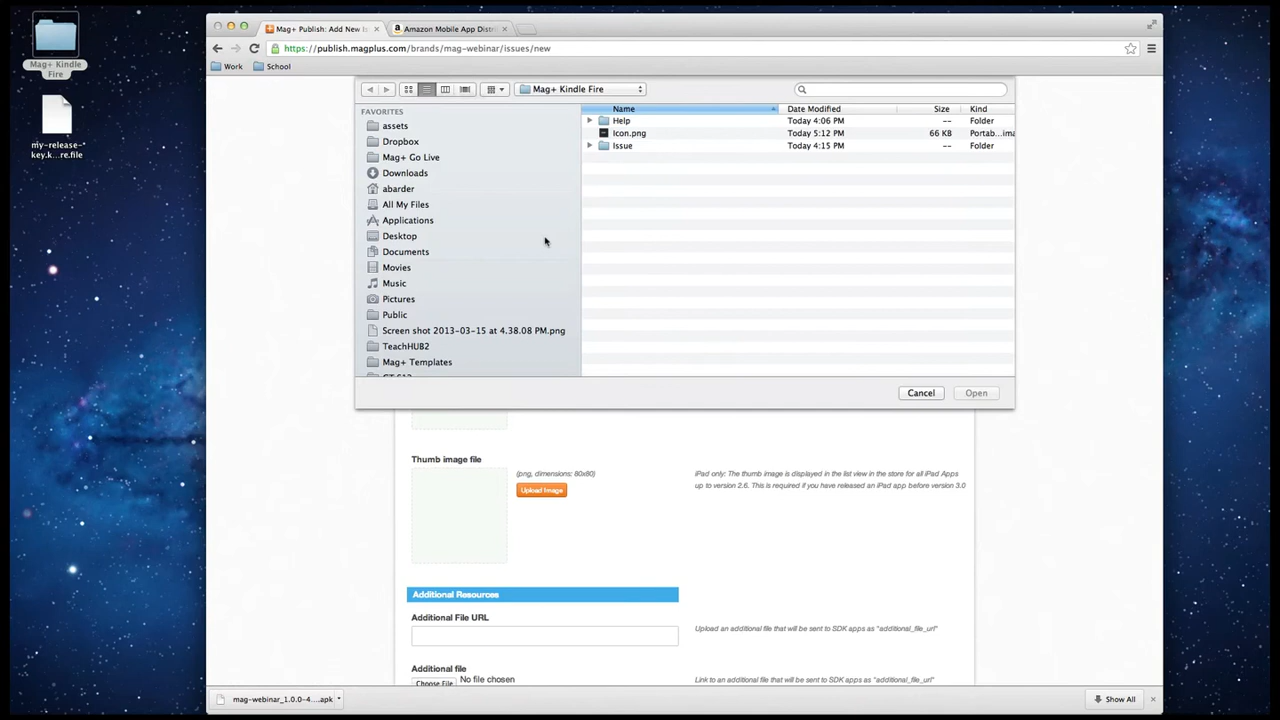 Mag+ Kindle
Fire
my-release-
key.k...re.file
Mag+ Publish: Add New Is
Amazon Mobile App Distri
https://publish.magplus.com/brands/mag-webinar/issues/new
Work
School
Mag+ Kindle Fire
FAVORITES
assets
Dropbox
Mag+ Go Live
Downloads
abarder
All My Files
Applications
Desktop
Documents
Movies
Music
Pictures
Public
Screen shot 2013-03-15 at 4.38.08 PM.png
TeachHUB2
Mag+ Templates
Name Date Modified Size Kind
Help Today 4:06 PM -- Folder
Icon.png Today 5:12 PM 66 KB Portab...ima
Issue Today 4:15 PM -- Folder
Cancel Open
Thumb image file
(png, dimensions: 80x80)
Upload Image
iPad only: The thumb image is displayed in the list view in the store for all iPad Apps
up to version 2.6. This is required if you have released an iPad app before version 3.0
Additional Resources
Additional File URL
Upload an additional file that will be sent to SDK apps as "additional_file_url"
Additional file
Choose File No file chosen
Link to an additional file that will be sent to SDK apps as "additional_file_url"
mag-webinar_1.0.0-4....apk
Show All